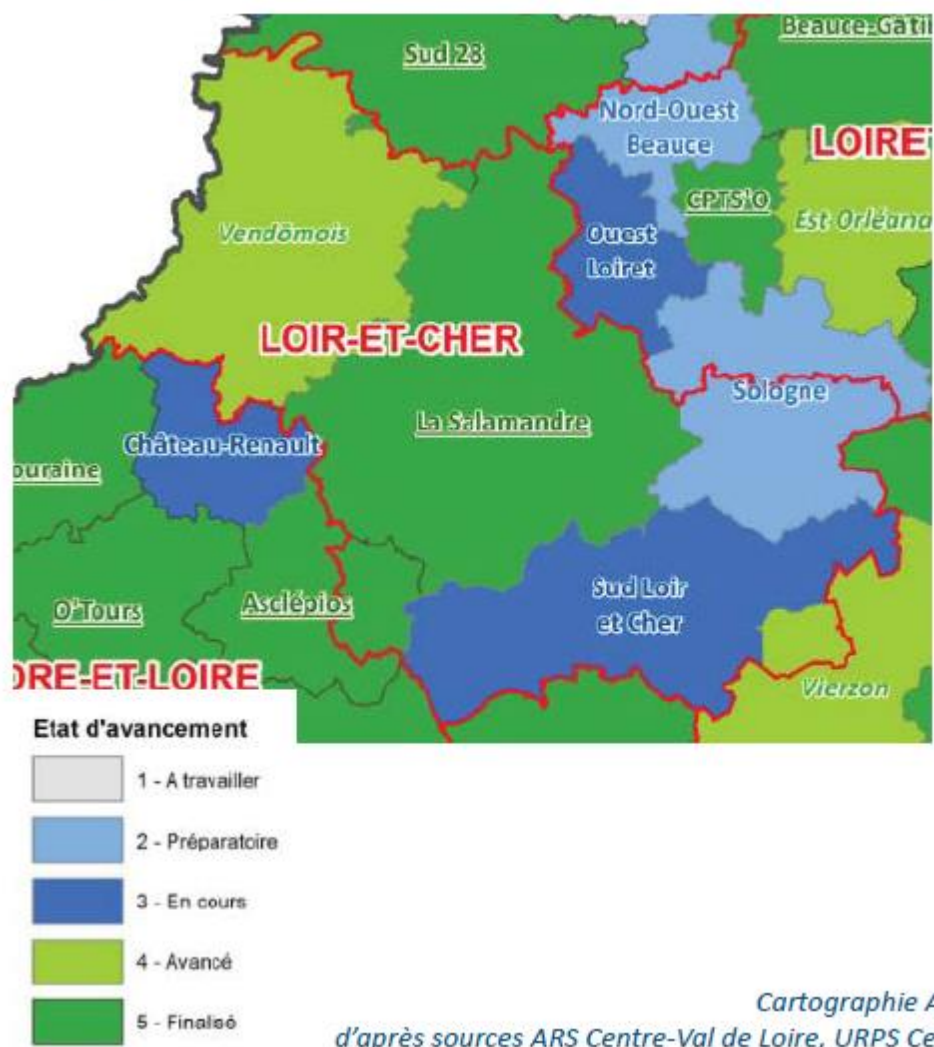 Beauce-Gâti
Sud 28
Nord-Ouest
Beauce
LOIRE
CPTS'O
Vendômois
Est Orléana
Ouest
Loiret
LOIR-ET-CHER
Sologne
La Salamandre
Château-Renault
ouraine
Sud Loir
et Cher
O'Tours
Asclépios
DRE-ET-LOIRE
Vierzon
Etat d'avancement
1 - A travailler
2 - Préparatoire
3 - En cours
4 - Avancé
5 - Finalisé
Cartographie A
d'après sources ARS Centre-Val de Loire, URPS Ce